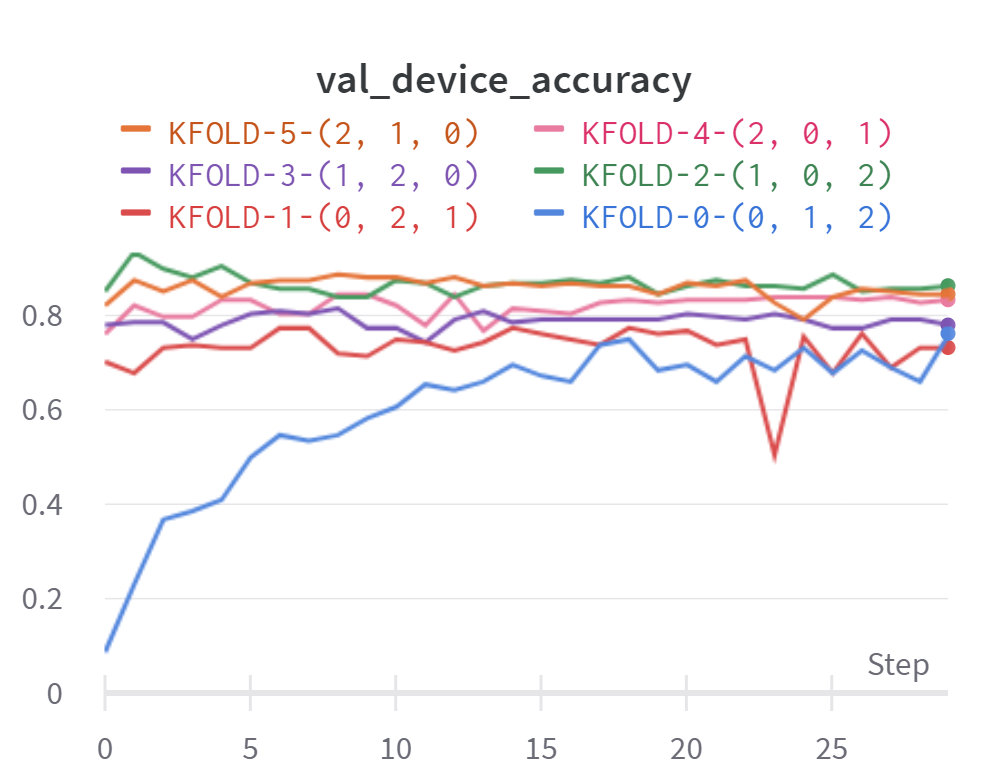 val_device_accuracy
KFOLD-5-(2, 1, 0) KFOLD-4-(2, 0, 1)
KFOLD-3-(1, 2, 0) KFOLD-2-(1, 0, 2)
KFOLD-1-(0, 2, 1) KFOLD-0-(0, 1, 2)
0.8
0.6
0.4
0.2
Step
0
0 5 10 15 20 25